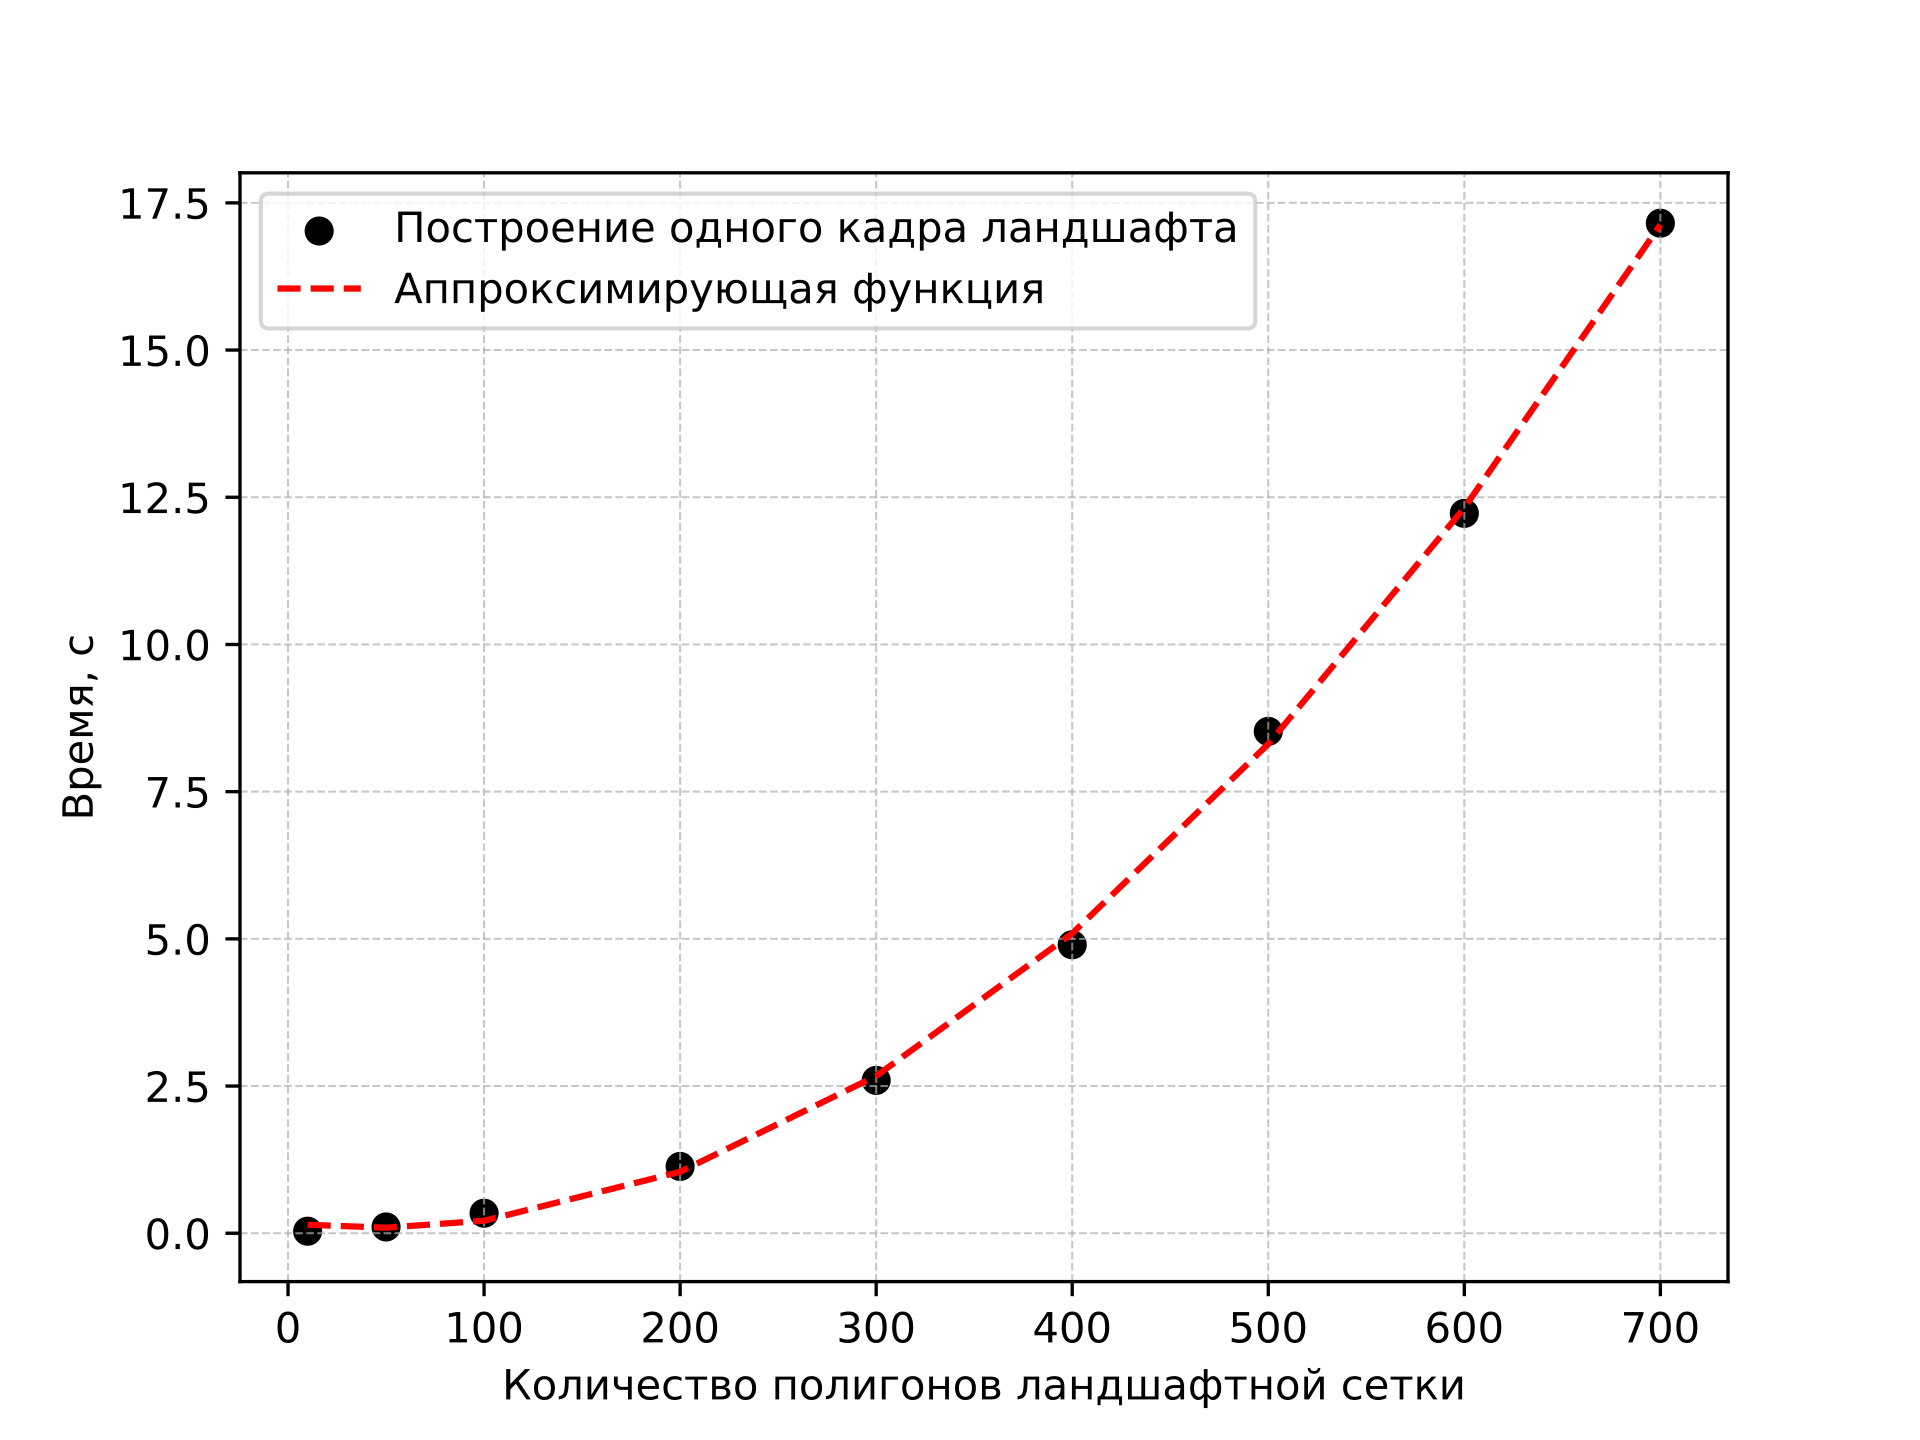 Построение одного кадра ландшафта
Аппроксимирующая функция
17.5
15.0
12.5
10.0
7.5
5.0
2.5
0.0
Время, с
0 100 200 300 400 500 600 700
Количество полигонов ландшафтной сетки